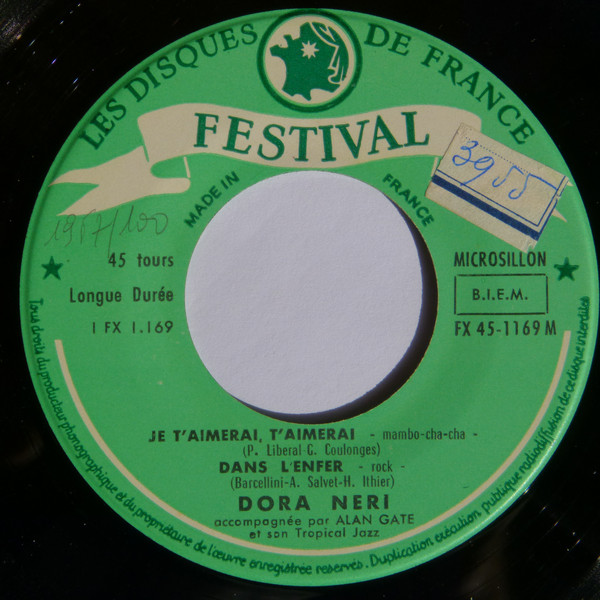 LES DISQUES DE FRANCE
FESTIVAL
3955
MADE IN FRANCE
1957/100
45 tours
Longue Durée
1 FX 1.169
MICROSILLON
B.I.E.M.
FX 45-1169 M
JE T'AIMERAI, T'AIMERAI - mambo-cha-cha -
(P. Liberal-G. Coulonges)
DANS L'ENFER - rock -
(Barcellini-A. Salvet-H. Ithier)
DORA NERI
accompagnée par ALAN GATE
et son Tropical Jazz
Tous droits du producteur phonographique et du propriétaire de l'œuvre enregistrée réservés. Duplication exécution publique radiodiffusion de ce disque interdites